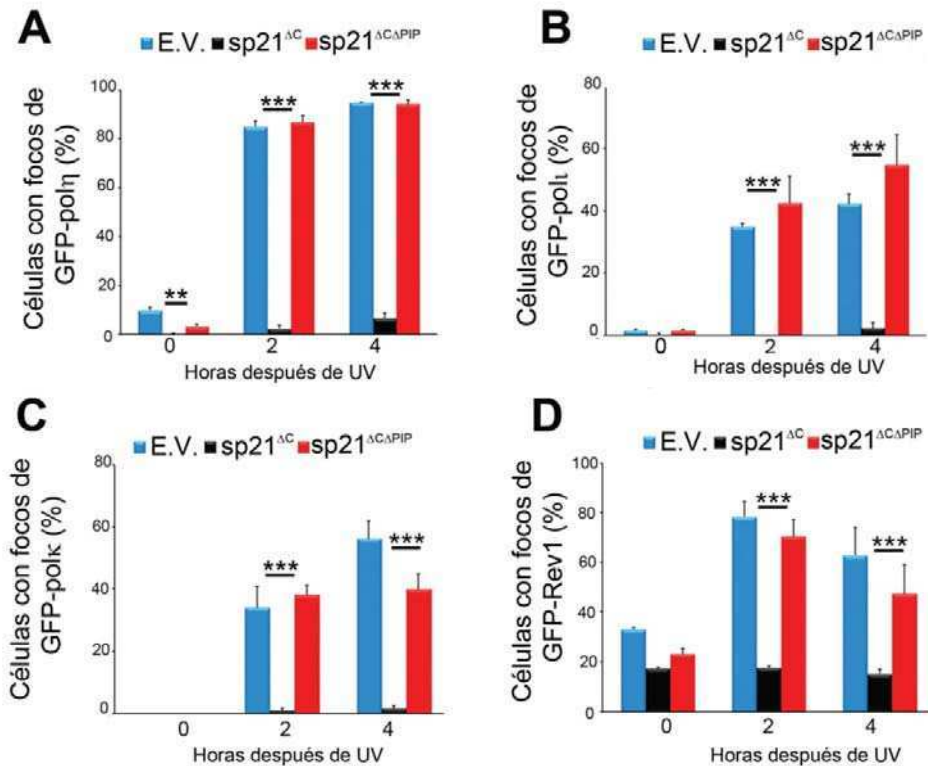 A
E.V. sp21ΔC sp21ΔCΔPIP
Células con focos de
GFP-polη (%)
100
80
60
40
20
0
**
***
***
0 2 4
Horas después de UV
B
E.V. sp21ΔC sp21ΔCΔPIP
Células con focos de
GFP-polι (%)
80
60
40
20
0
***
***
0 2 4
Horas después de UV
C
E.V. sp21ΔC sp21ΔCΔPIP
Células con focos de
GFP-polκ (%)
80
60
40
20
0
***
***
0 2 4
Horas después de UV
D
E.V. sp21ΔC sp21ΔCΔPIP
Células con focos de
GFP-Rev1 (%)
100
80
60
40
20
0
***
***
0 2 4
Horas después de UV